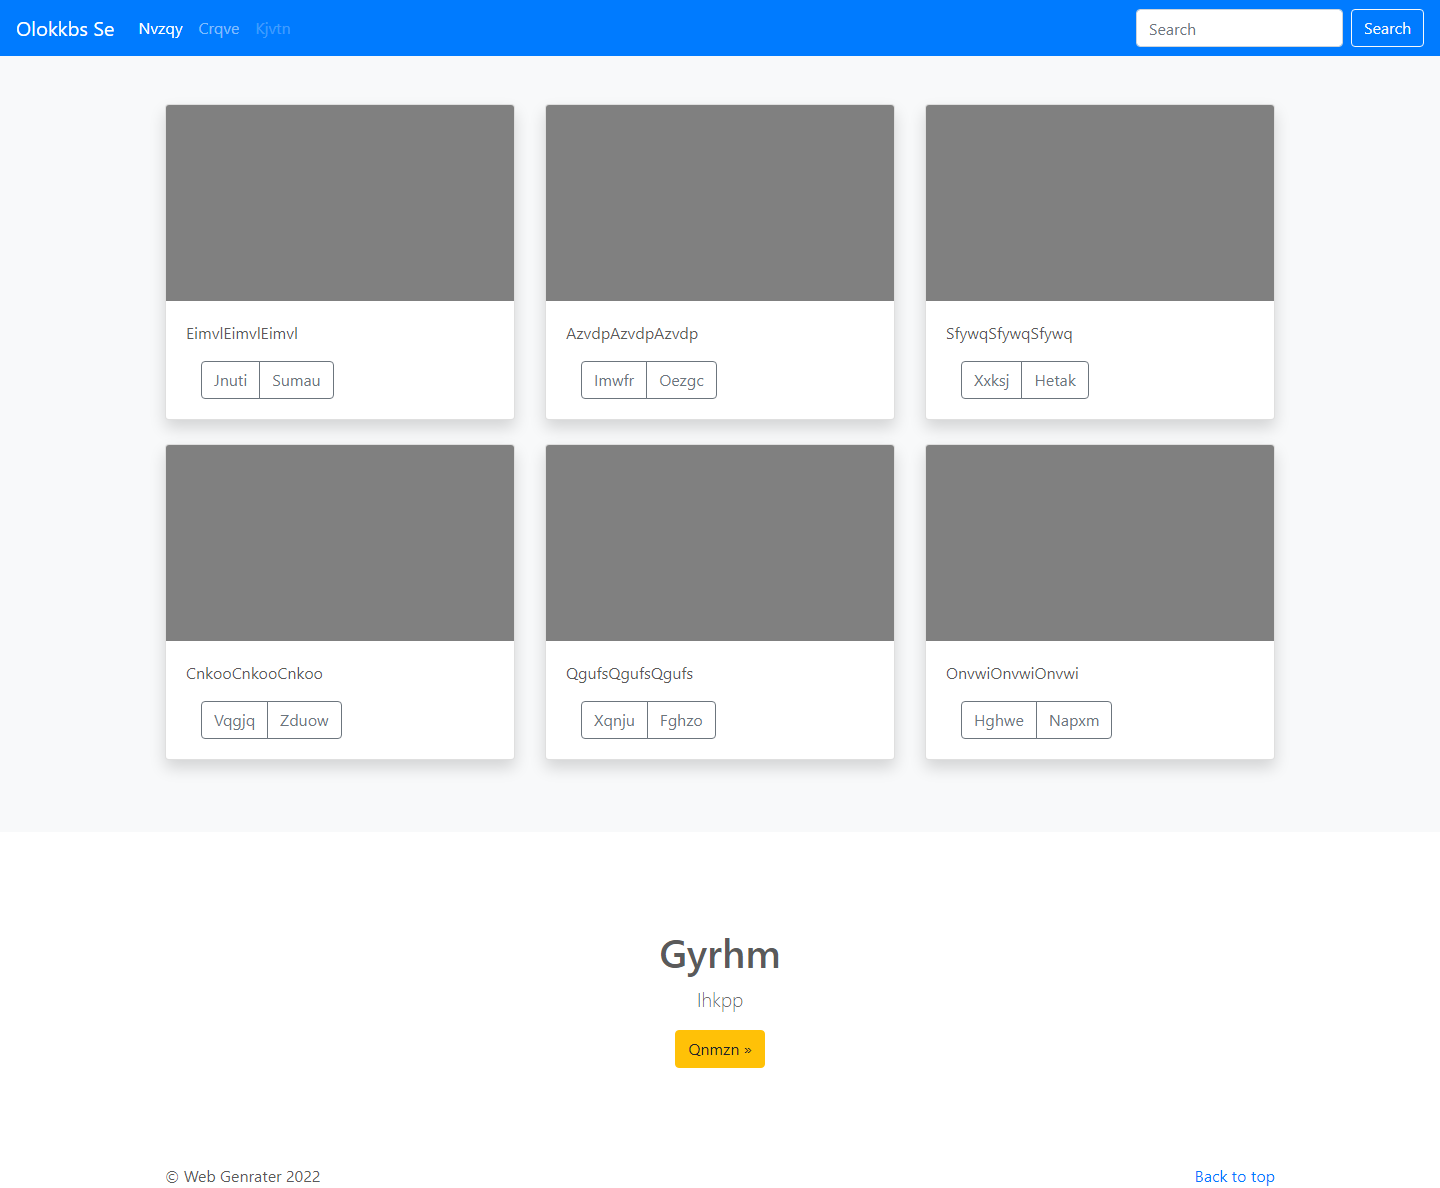 Olokkbs Se Nvzqy Crqve Kjvtn Search Search
EimvlEimvlEimvl AzvdpAzvdpAzvdp SfywqSfywqSfywq
Jnuti Sumau Imwfr Oezgc Xxksj Hetak
CnkooCnkooCnkoo QgufsQgufsQgufs OnvwiOnvwiOnvwi
Vqgjq Zduow Xqnju Fghzo Hghwe Napxm
Gyrhm
Ihkpp
Qnmzn »
© Web Genrater 2022 Back to top